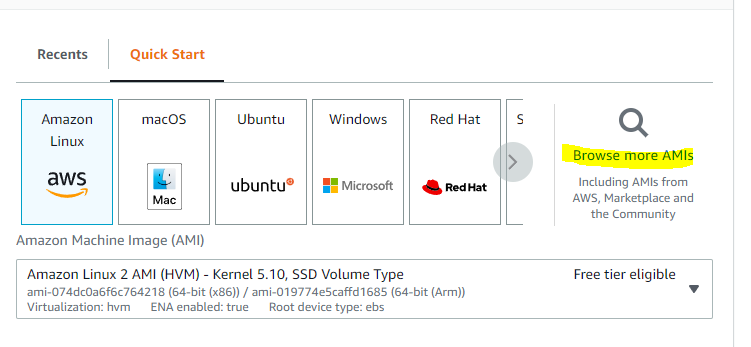 Recents Quick Start
Amazon Linux
macOS
Ubuntu
Windows
Red Hat
S
aws
Mac
ubuntu
Microsoft
Red Hat
Browse more AMIs
Including AMIs from
AWS, Marketplace and
the Community
Amazon Machine Image (AMI)
Amazon Linux 2 AMI (HVM) - Kernel 5.10, SSD Volume Type Free tier eligible
ami-074dc0a6f6c764218 (64-bit (x86)) / ami-019774e5caffd1685 (64-bit (Arm))
Virtualization: hvm ENA enabled: true Root device type: ebs